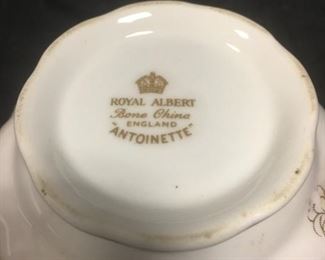 ROYAL ALBERT
Bone China
ENGLAND
"ANTOINETTE"